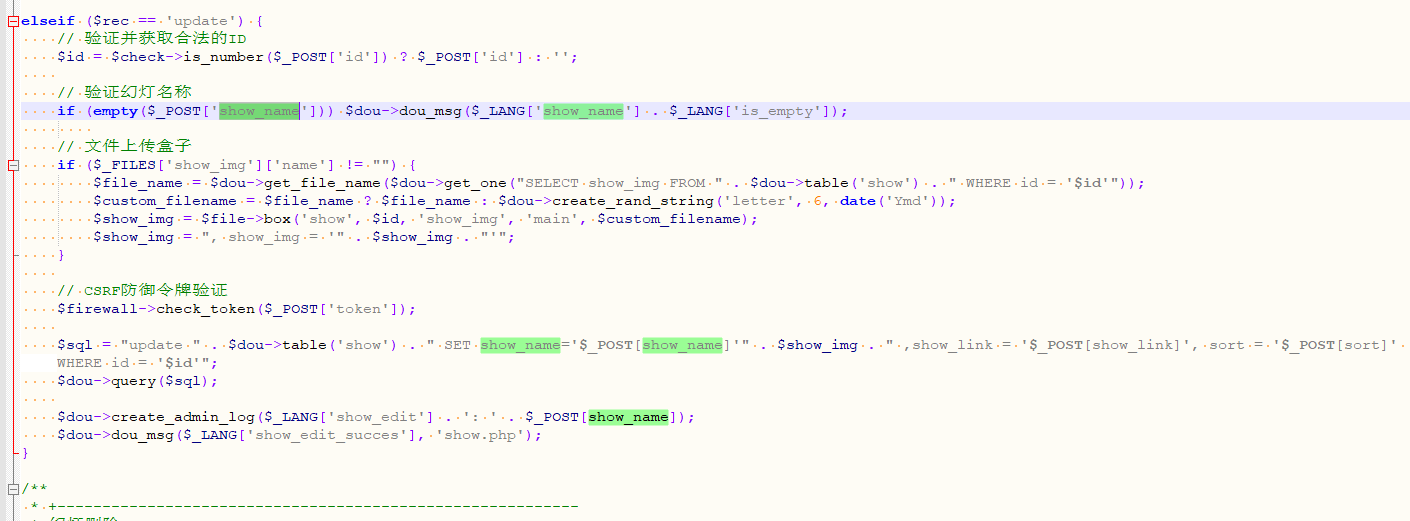 elseif ($rec == 'update') {
// 验证并获取合法的ID
$id = $check->is_number($_POST['id']) ? $_POST['id'] : '';
// 验证幻灯名称
if (empty($_POST['show_name'])) $dou->dou_msg($_LANG['show_name'] . $_LANG['is_empty']);
// 文件上传盒子
if ($_FILES['show_img']['name'] != "") {
$file_name = $dou->get_file_name($dou->get_one("SELECT show_img FROM " . $dou->table('show') . " WHERE id = '$id'"));
$custom_filename = $file_name ? $file_name : $dou->create_rand_string('letter', 6, date('Ymd'));
$show_img = $file->box('show', $id, 'show_img', 'main', $custom_filename);
$show_img = ", show_img = '" . $show_img . "'";
}
// CSRF防御令牌验证
$firewall->check_token($_POST['token']);
$sql = "update " . $dou->table('show') . " SET show_name='$_POST[show_name]'" . $show_img . " ,show_link = '$_POST[show_link]', sort = '$_POST[sort]'
WHERE id = '$id'";
$dou->query($sql);
$dou->create_admin_log($_LANG['show_edit'] . ': ' . $_POST[show_name]);
$dou->dou_msg($_LANG['show_edit_succes'], 'show.php');
}
/**
* +----------------------------------------------------------